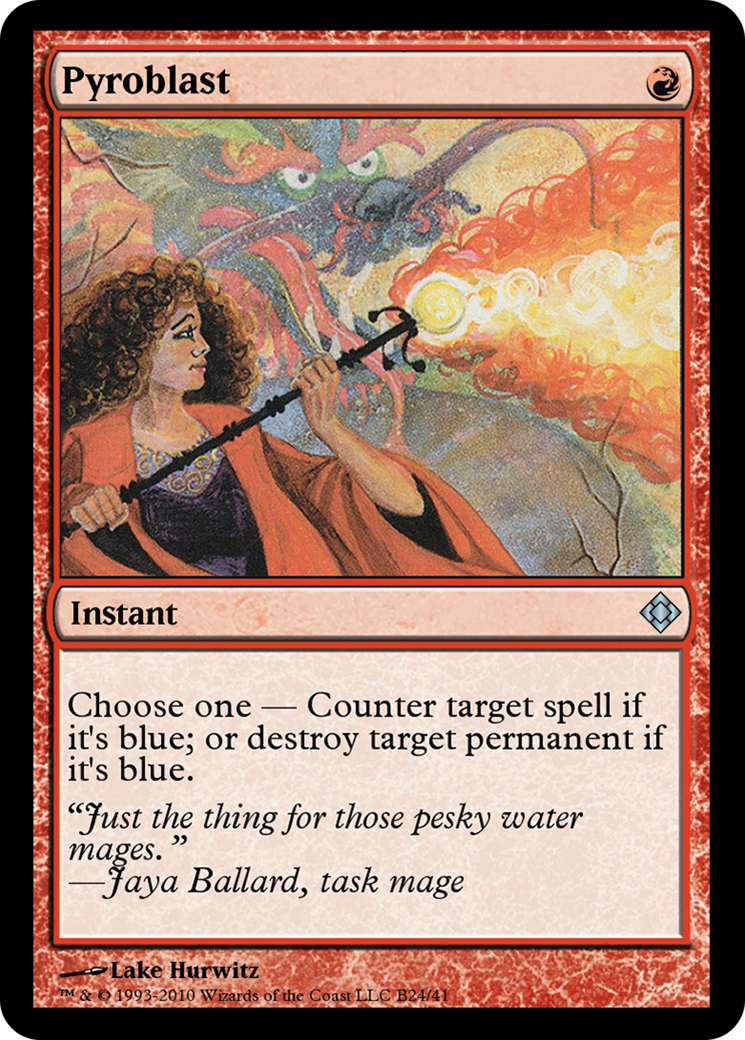 Pyroblast
Instant
Choose one — Counter target spell if
it's blue; or destroy target permanent if
it's blue.
“Just the thing for those pesky water
mages.”
—Jaya Ballard, task mage
Lake Hurwitz
™ & © 1993-2010 Wizards of the Coast LLC B24/41